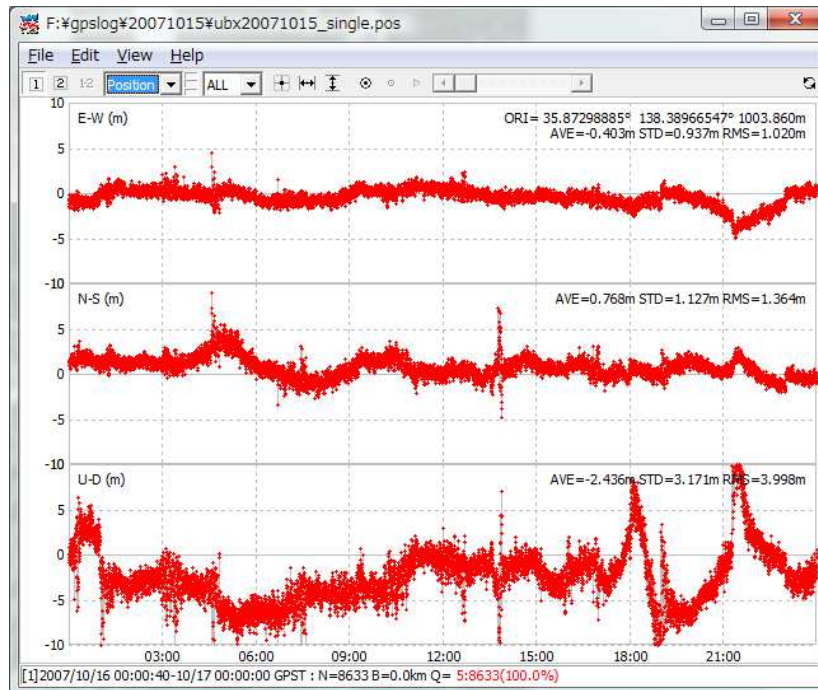 F:¥gpslog¥20071015¥ubx20071015_single.pos
File Edit View Help
1 2 1-2 Position ALL
10
E-W (m)
ORI= 35.87298885° 138.38966547° 1003.860m
AVE=-0.403m STD=0.937m RMS=1.020m
5
0
-5
-10
N-S (m)
AVE=0.768m STD=1.127m RMS=1.364m
5
0
-5
-10
U-D (m)
AVE=-2.436m STD=3.171m RMS=3.998m
5
0
-5
-10
03:00 06:00 09:00 12:00 15:00 18:00 21:00
[1]2007/10/16 00:00:40-10/17 00:00:00 GPST : N=8633 B=0.0km Q= 5:8633(100.0%)